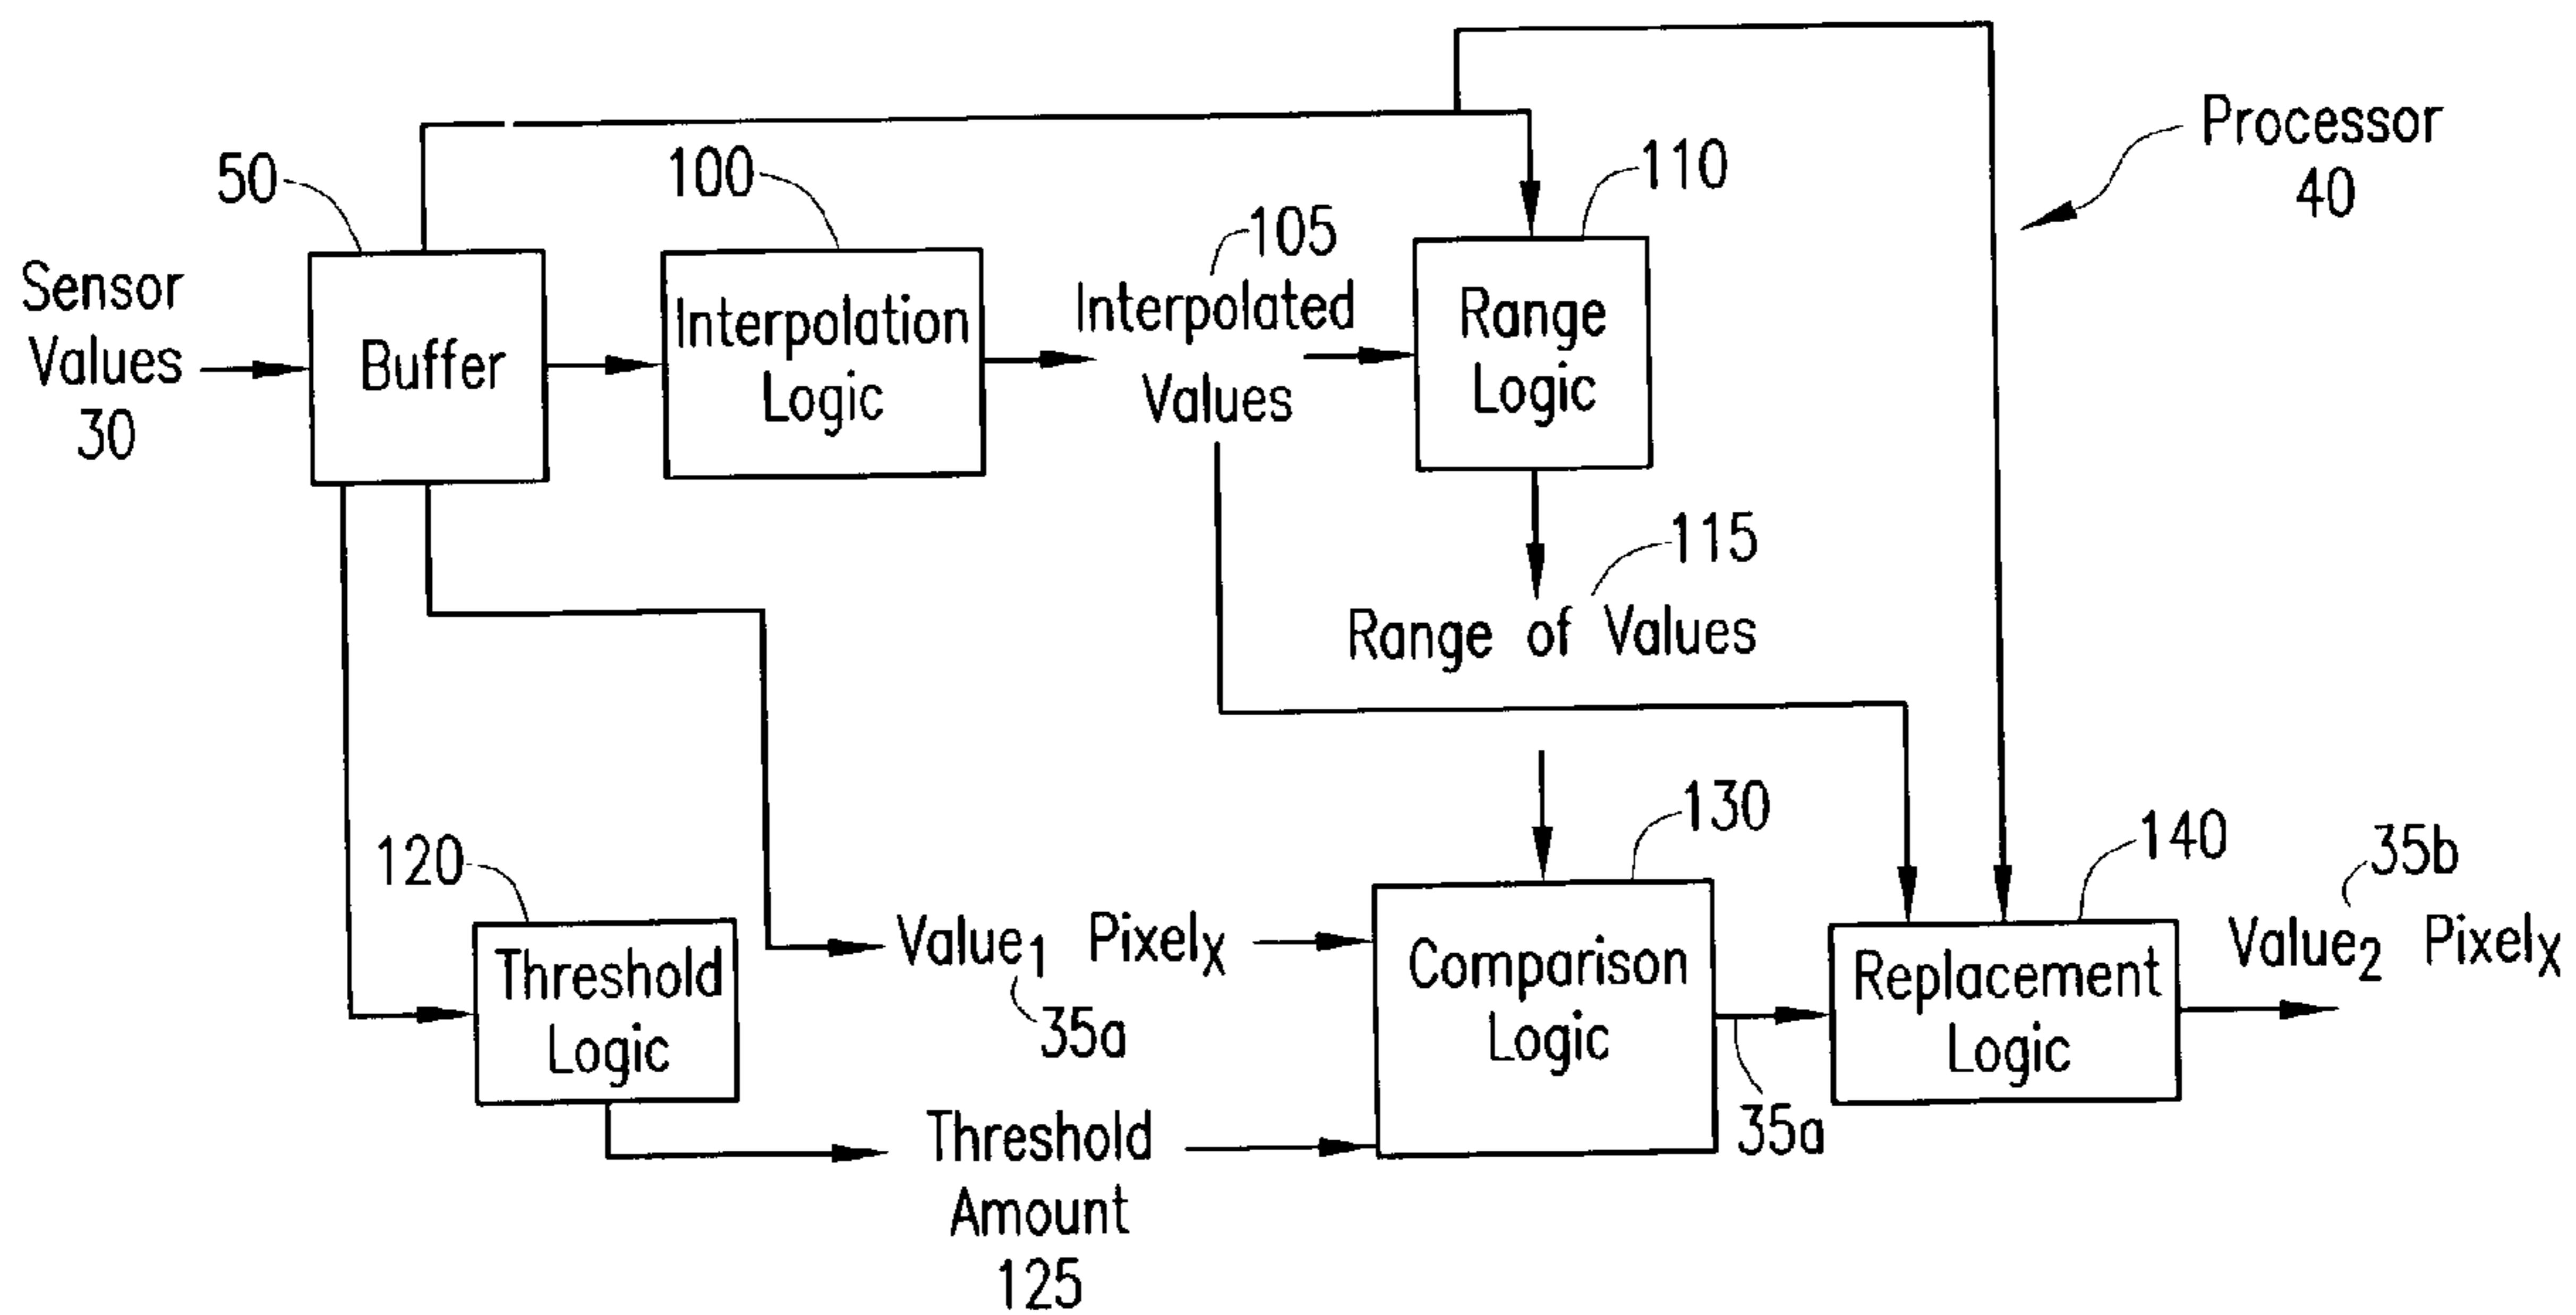 Processor
40
50
100
110
105
Sensor
Values
30
Buffer
Interpolation
Logic
Interpolated
Values
Range
Logic
115
Range of Values
120
130
140
35b
Threshold
Logic
Value1 PixelX
35a
Comparison
Logic
Replacement
Logic
Value2 PixelX
35a
Threshold
Amount
125